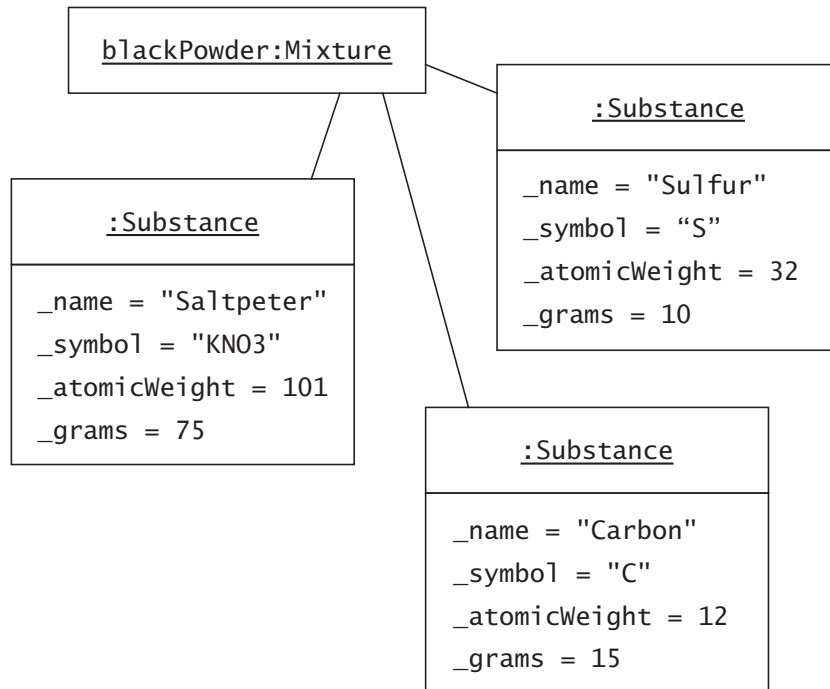 blackPowder:Mixture
:Substance
_name = "Sulfur"
_symbol = “S”
_atomicWeight = 32
_grams = 10
:Substance
_name = "Saltpeter"
_symbol = "KNO3"
_atomicWeight = 101
_grams = 75
:Substance
_name = "Carbon"
_symbol = "C"
_atomicWeight = 12
_grams = 15